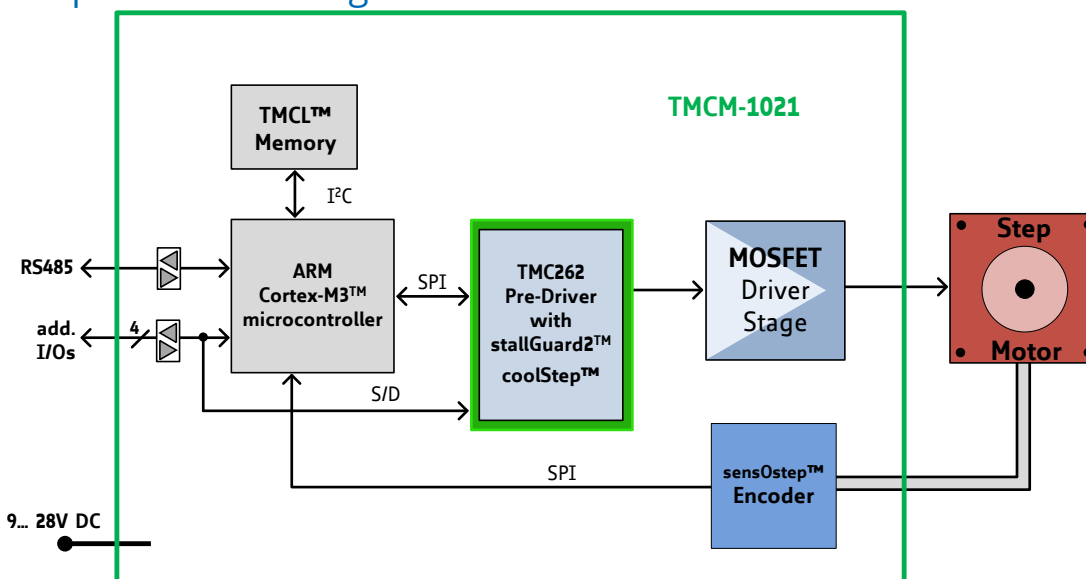 TMCM-1021
TMCL™
Memory
I²C
RS485
ARM
Cortex-M3™
microcontroller
SPI
TMC262
Pre-Driver
with
stallGuard2™
coolStep™
MOSFET
Driver
Stage
Step
Motor
add.
I/Os
4
S/D
SPI
sensOstep™
Encoder
9... 28V DC